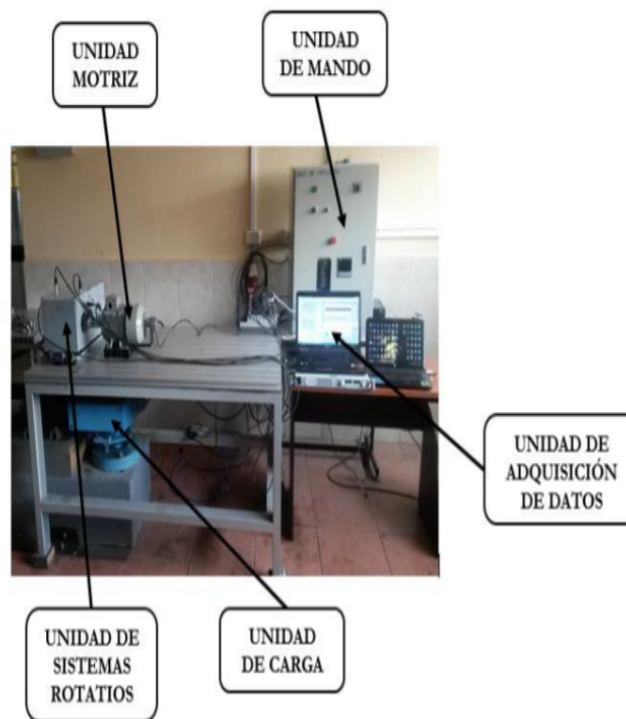 UNIDAD
MOTRIZ
UNIDAD
DE MANDO
UNIDAD DE
ADQUISICIÓN
DE DATOS
UNIDAD DE
SISTEMAS
ROTATIOS
UNIDAD
DE CARGA